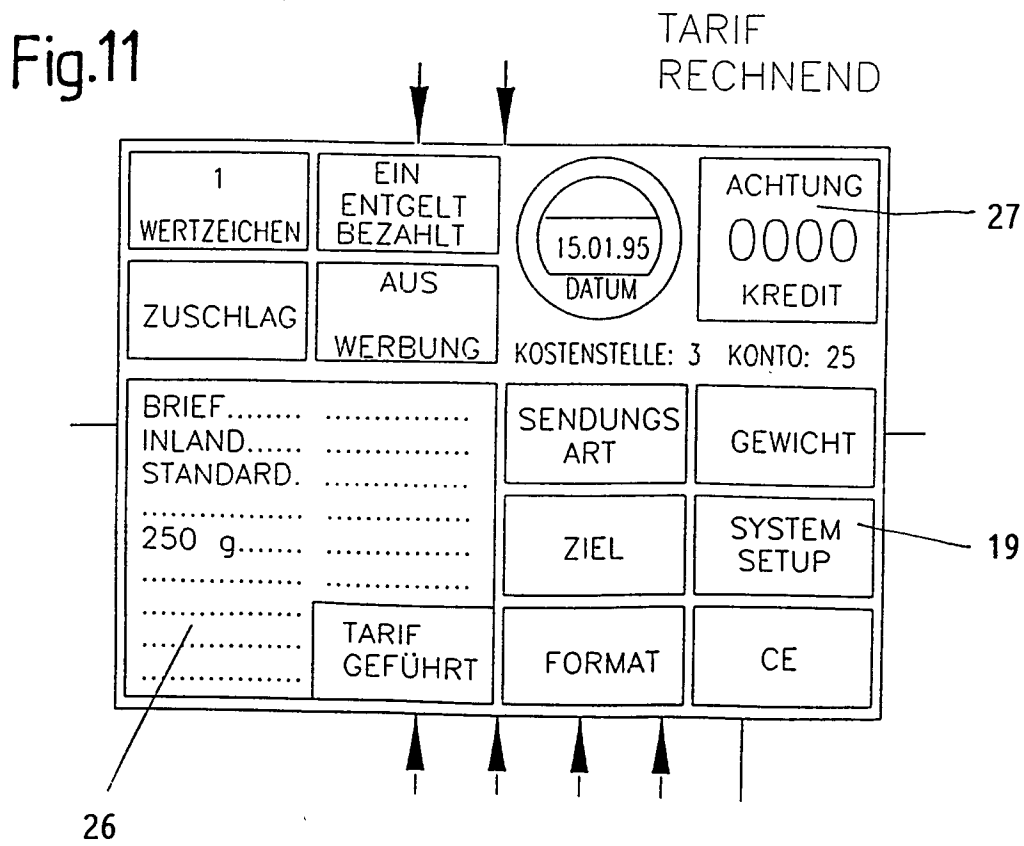 Fig.11
TARIF
RECHNEND
1
WERTZEICHEN
EIN
ENTGELT
BEZAHLT
15.01.95
DATUM
ACHTUNG
0000
KREDIT
27
ZUSCHLAG
AUS
WERBUNG
KOSTENSTELLE: 3 KONTO: 25
BRIEF........ ..............
INLAND...... ..............
STANDARD. ..............
................ ..............
250 g....... ..............
................ ..............
................
................
................
TARIF
GEFÜHRT
SENDUNGS
ART
GEWICHT
ZIEL
SYSTEM
SETUP
19
FORMAT
CE
26